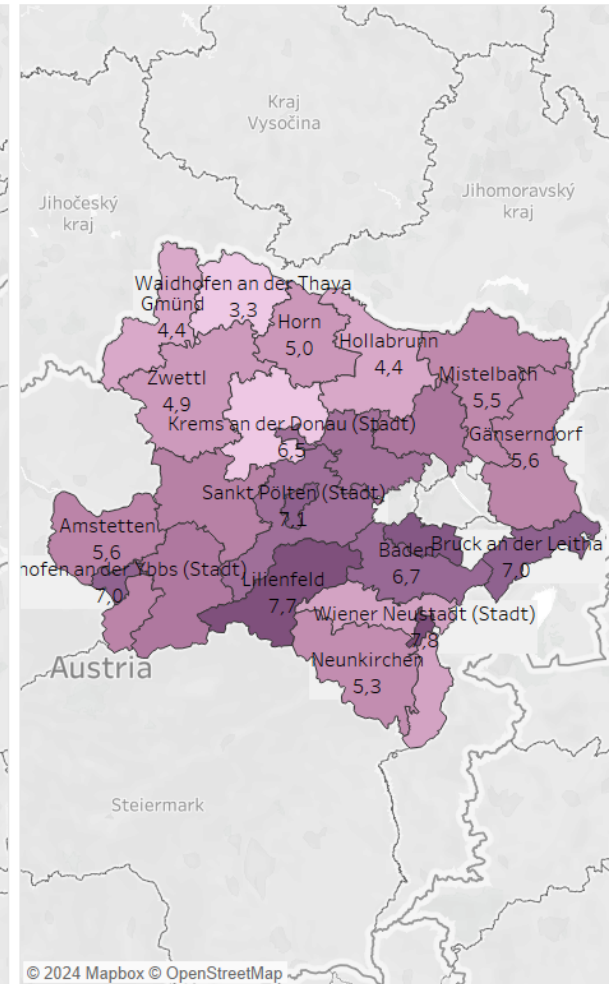 Kraj
Vysočina
Jihočeský
kraj
Jihomoravský
kraj
Waidhofen an der Thaya
3,3
Gmünd
4,4
Horn
5,0
Hollabrunn
4,4
Zwettl
4,9
Mistelbach
5,5
Krems an der Donau (Stadt)
6,5
Gänserndorf
5,6
Sankt Pölten (Stadt)
7,1
Amstetten
5,6
Baden
6,7
Bruck an der Leitha
7,0
hofen an der Ybbs (Stadt)
7,0
Lilienfeld
7,7
Wiener Neustadt (Stadt)
7,8
Neunkirchen
5,3
Austria
Steiermark
© 2024 Mapbox © OpenStreetMap